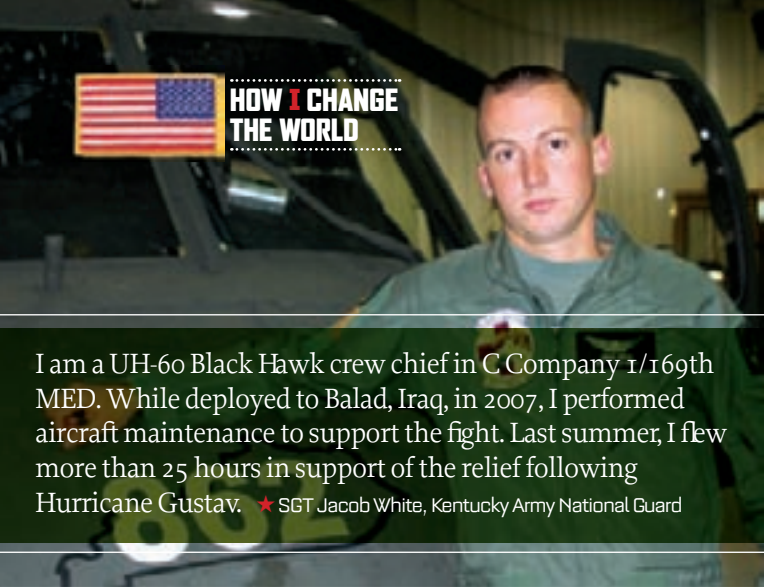 HOW I CHANGE
THE WORLD
I am a UH-60 Black Hawk crew chief in C Company 1/169th
MED. While deployed to Balad, Iraq, in 2007, I performed
aircraft maintenance to support the fight. Last summer, I flew
more than 25 hours in support of the relief following
Hurricane Gustav. ★ SGT Jacob White, Kentucky Army National Guard
862